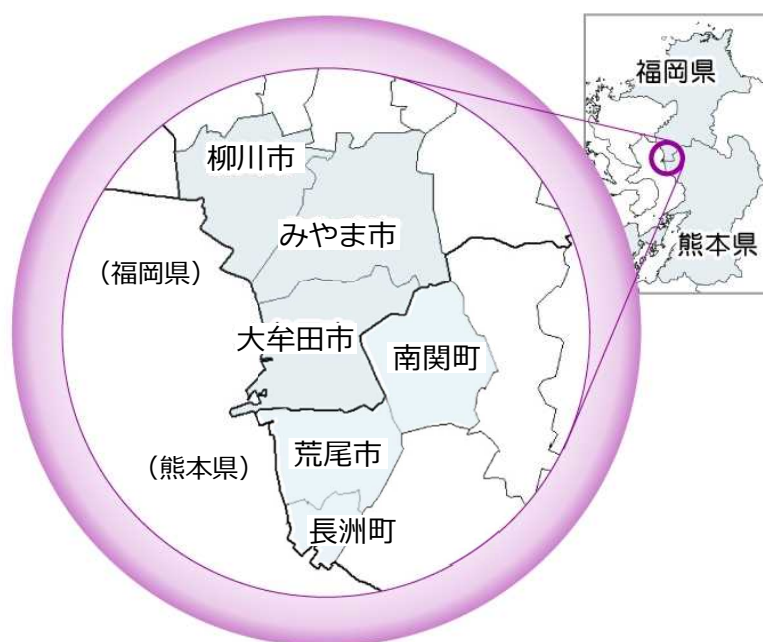 福岡県
熊本県
柳川市
みやま市
（福岡県）
大牟田市
南関町
荒尾市
（熊本県）
長洲町